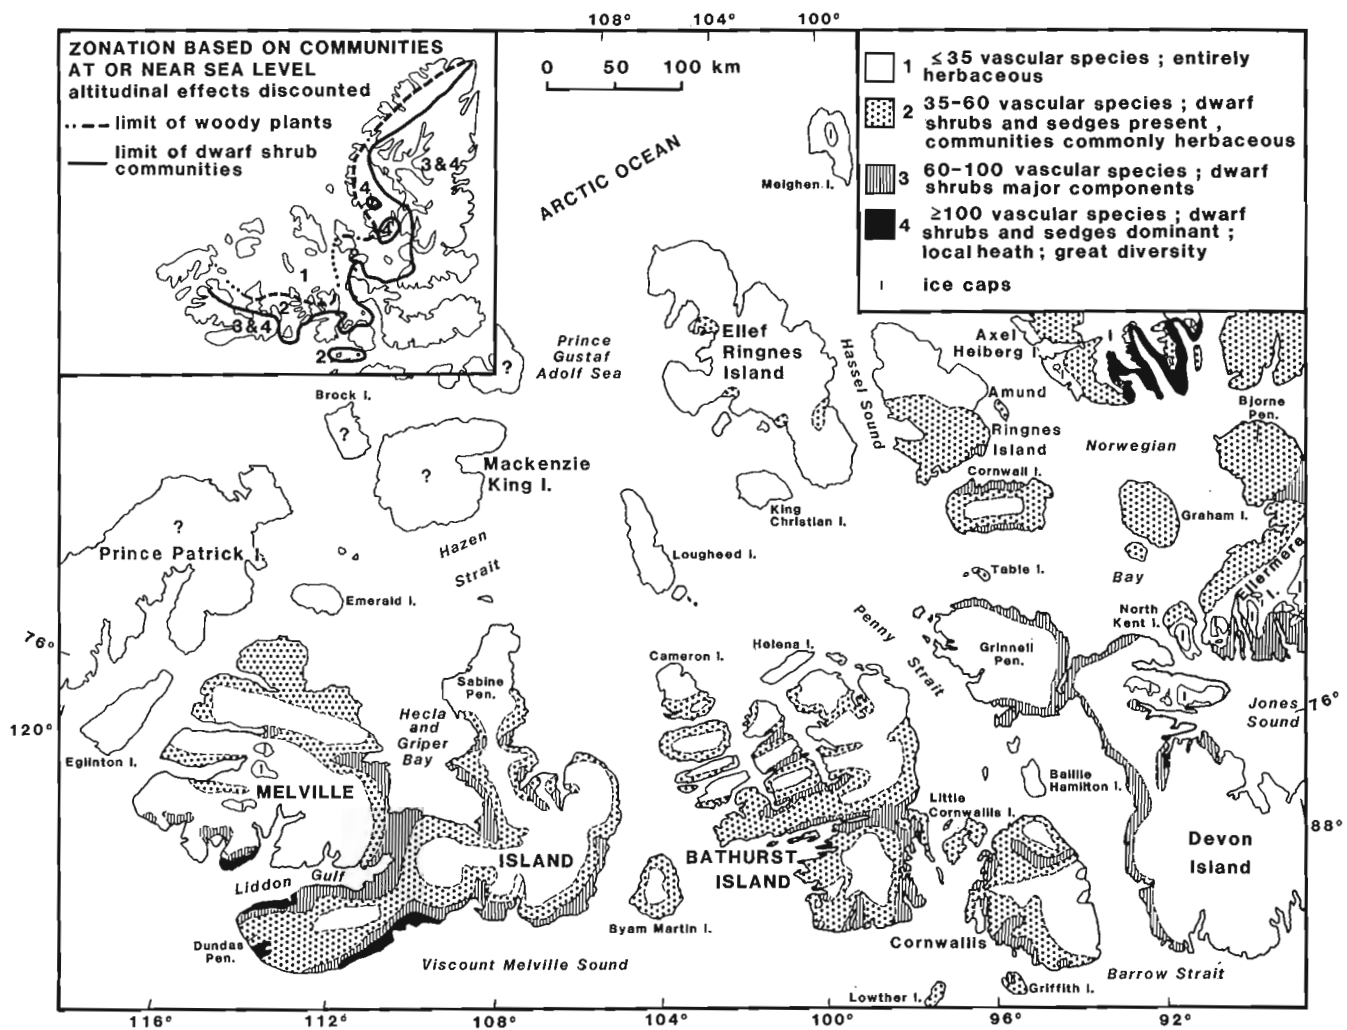 108° 104° 100°
ZONATION BASED ON COMMUNITIES
AT OR NEAR SEA LEVEL
altitudinal effects discounted
limit of woody plants
limit of dwarf shrub
communities
3&4
4
4
1
2
3&4
2
0 50 100 km
ARCTIC OCEAN
1 ≤35 vascular species ; entirely
herbaceous
2 35-60 vascular species ; dwarf
shrubs and sedges present ,
communities commonly herbaceous
3 60-100 vascular species ; dwarf
shrubs major components
4 ≥100 vascular species ; dwarf
shrubs and sedges dominant ;
local heath ; great diversity
I ice caps
I
Meighen I.
Ellef
Ringnes
Island
Prince
Gustaf
Adolf Sea
?
Hassel Sound
Axel
Heiberg I.
I
Amund
Ringnes
Island
Bjorne
Pen.
Norwegian
Bay
Brock I.
?
Mackenzie
King I.
?
King
Christian I.
Cornwall I.
Graham I.
?
Prince Patrick I.
Hazen
Strait
Lougheed I.
Table I.
Ellermere
I.
Emerald I.
North
Kent I.
76°
Penny
Strait
Grinnell
Pen.
Helena I.
Cameron I.
Sabine
Pen.
Hecla
and
Griper
Bay
Jones
Sound
76°
120°
Eglinton I.
MELVILLE
ISLAND
Baillie
Hamilton I.
Little
Cornwallis I.
88°
Devon
Island
BATHURST
ISLAND
Liddon Gulf
Byam Martin I.
Dundas
Pen.
Cornwallis
Viscount Melville Sound
Barrow Strait
Lowther I.
Griffith I.
116° 112° 108° 104° 100° 96° 92°